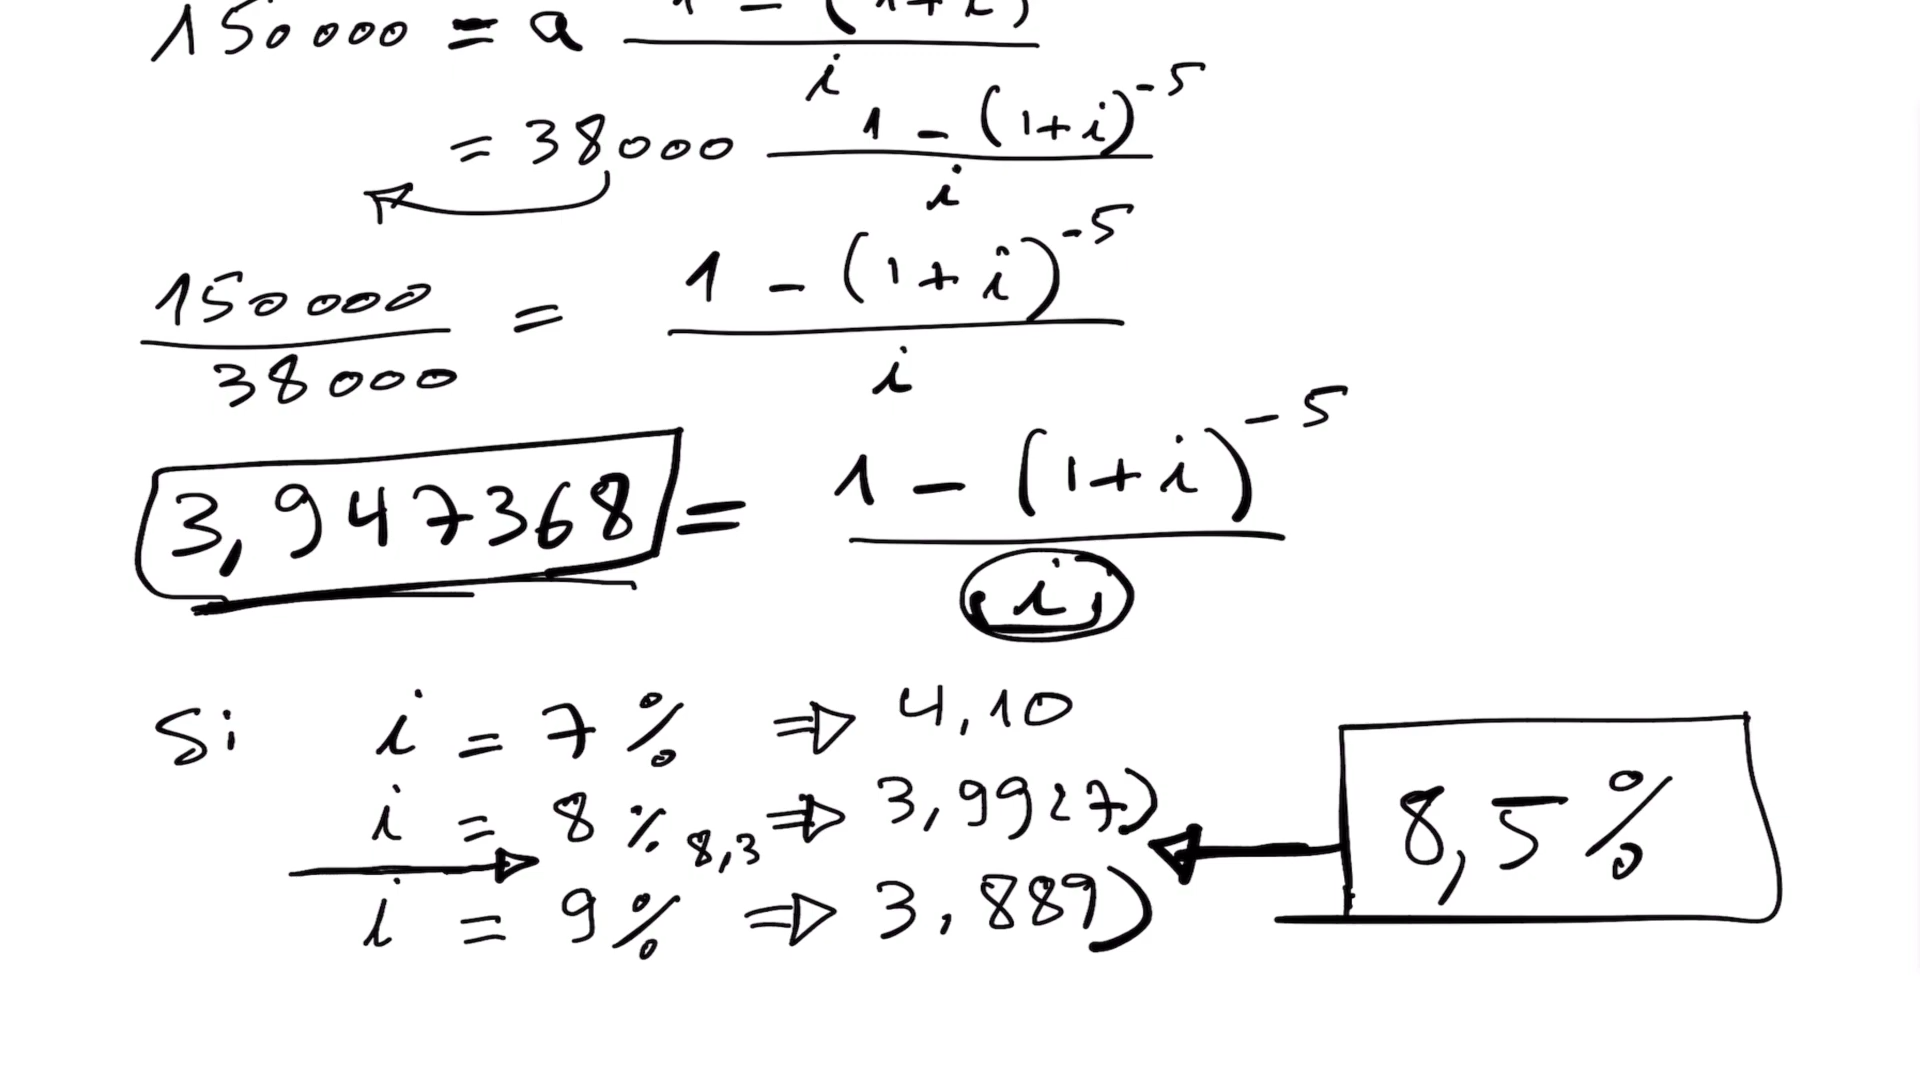 150000 = a (1+i) / i
= 38000 1 - (1+i)^-5 / i
150000 / 38000 = 1 - (1+i)^-5 / i
3,947368 = 1 - (1+i)^-5 / i
Si i = 7 % ⇒ 4,10
i = 8 % 8,3 ⇒ 3,9927)
8,5 %
i = 9 % ⇒ 3,889)